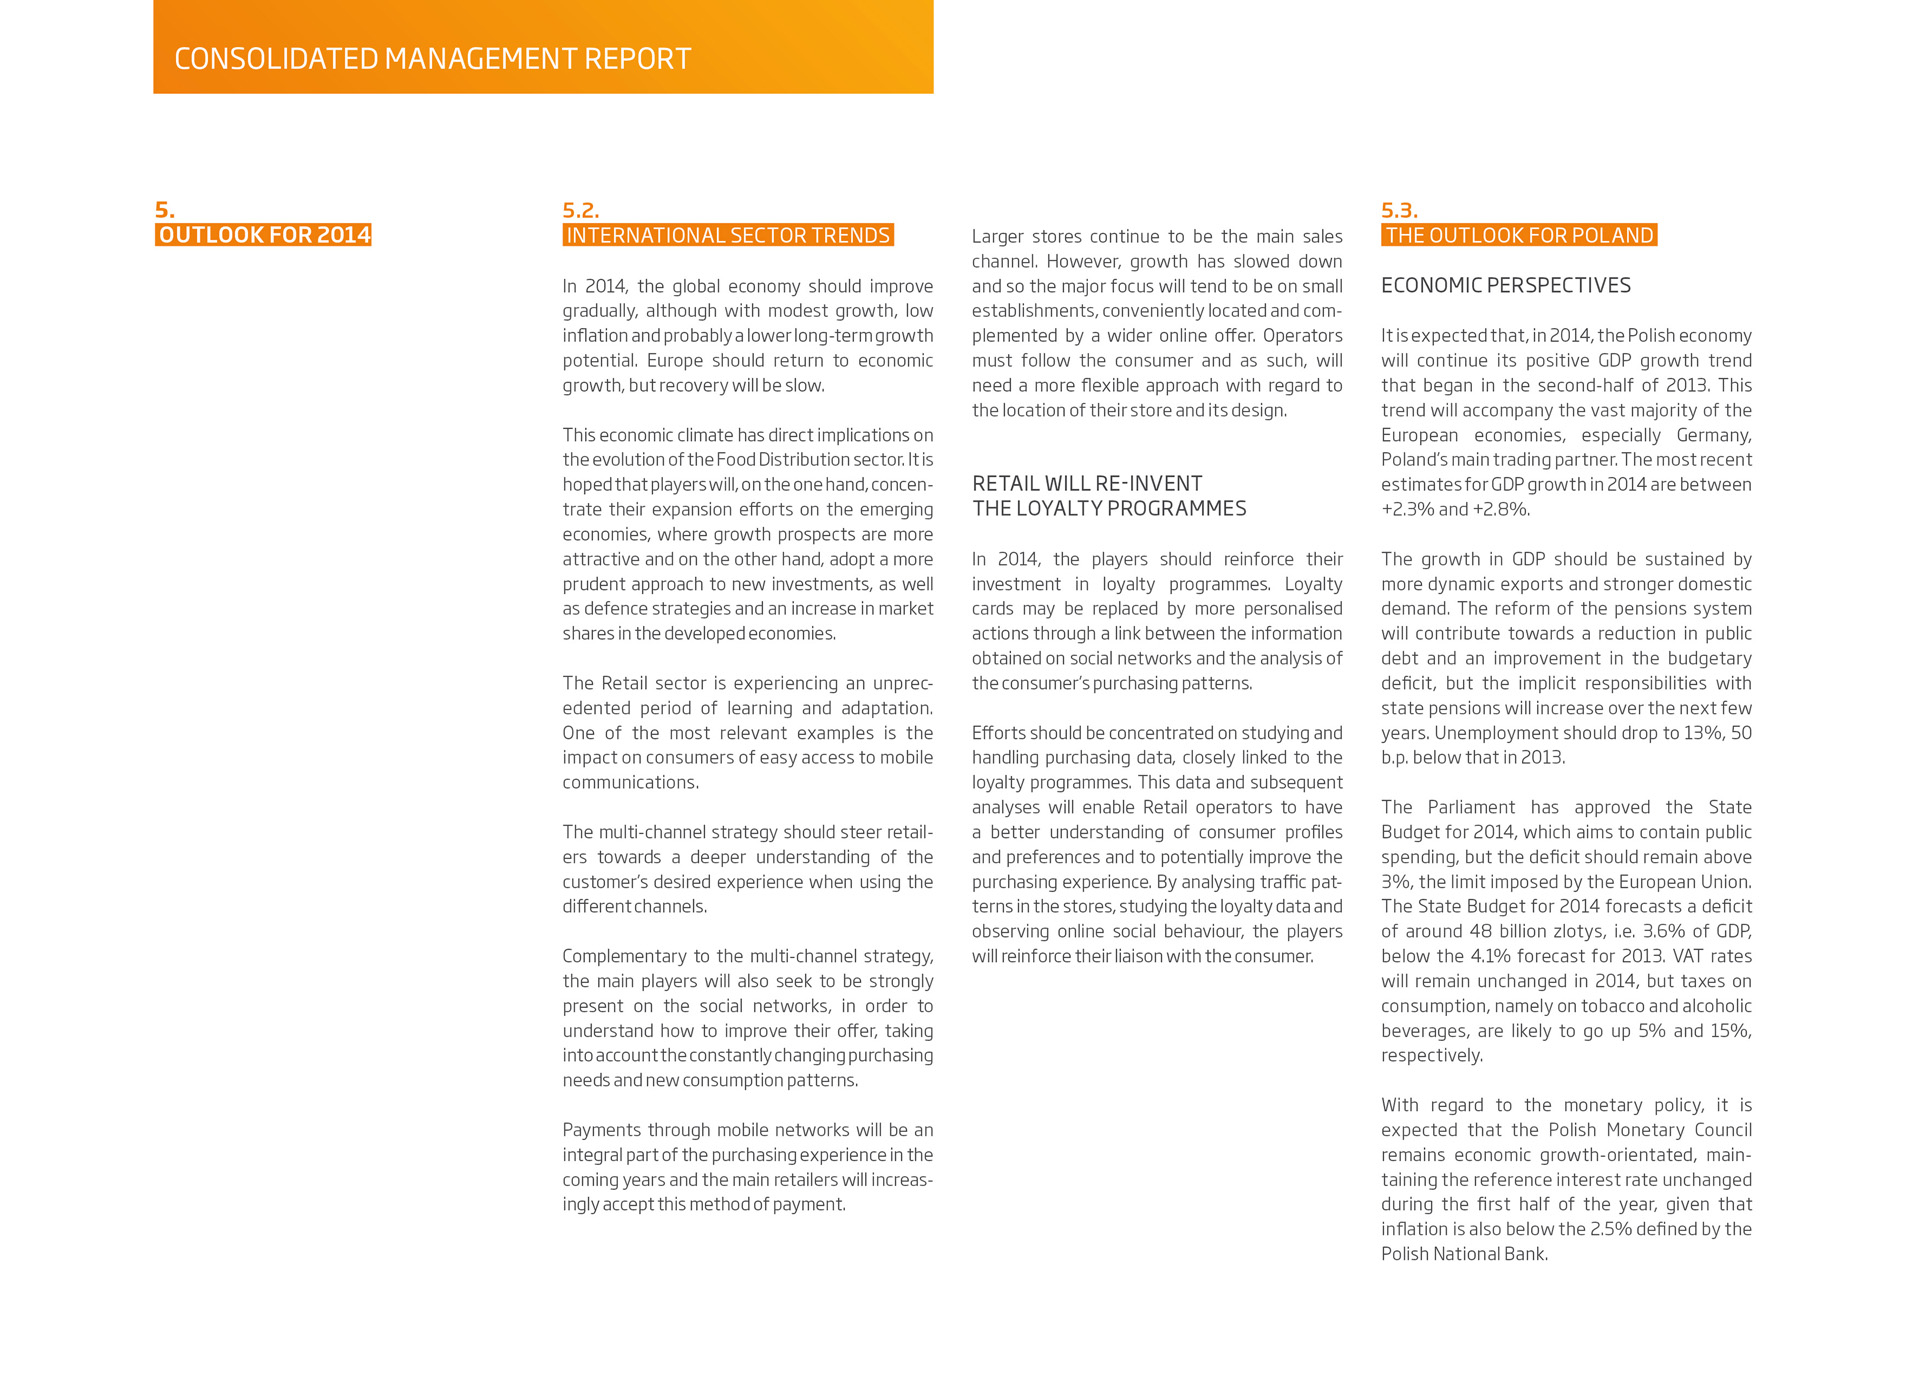 CONSOLIDATED MANAGEMENT REPORT
5.
OUTLOOK FOR 2014
5.2.
INTERNATIONAL SECTOR TRENDS
In 2014, the global economy should improve
gradually, although with modest growth, low
inflation and probably a lower long-term growth
potential. Europe should return to economic
growth, but recovery will be slow.
This economic climate has direct implications on
the evolution of the Food Distribution sector. It is
hoped that players will, on the one hand, concen-
trate their expansion efforts on the emerging
economies, where growth prospects are more
attractive and on the other hand, adopt a more
prudent approach to new investments, as well
as defence strategies and an increase in market
shares in the developed economies.
The Retail sector is experiencing an unprec-
edented period of learning and adaptation.
One of the most relevant examples is the
impact on consumers of easy access to mobile
communications.
The multi-channel strategy should steer retail-
ers towards a deeper understanding of the
customer's desired experience when using the
different channels.
Complementary to the multi-channel strategy,
the main players will also seek to be strongly
present on the social networks, in order to
understand how to improve their offer, taking
into account the constantly changing purchasing
needs and new consumption patterns.
Payments through mobile networks will be an
integral part of the purchasing experience in the
coming years and the main retailers will increas-
ingly accept this method of payment.
Larger stores continue to be the main sales
channel. However, growth has slowed down
and so the major focus will tend to be on small
establishments, conveniently located and com-
plemented by a wider online offer. Operators
must follow the consumer and as such, will
need a more flexible approach with regard to
the location of their store and its design.
RETAIL WILL RE-INVENT
THE LOYALTY PROGRAMMES
In 2014, the players should reinforce their
investment in loyalty programmes. Loyalty
cards may be replaced by more personalised
actions through a link between the information
obtained on social networks and the analysis of
the consumer's purchasing patterns.
Efforts should be concentrated on studying and
handling purchasing data, closely linked to the
loyalty programmes. This data and subsequent
analyses will enable Retail operators to have
a better understanding of consumer profiles
and preferences and to potentially improve the
purchasing experience. By analysing traffic pat-
terns in the stores, studying the loyalty data and
observing online social behaviour, the players
will reinforce their liaison with the consumer.
5.3.
THE OUTLOOK FOR POLAND
ECONOMIC PERSPECTIVES
It is expected that, in 2014, the Polish economy
will continue its positive GDP growth trend
that began in the second-half of 2013. This
trend will accompany the vast majority of the
European economies, especially Germany,
Poland's main trading partner. The most recent
estimates for GDP growth in 2014 are between
+2.3% and +2.8%.
The growth in GDP should be sustained by
more dynamic exports and stronger domestic
demand. The reform of the pensions system
will contribute towards a reduction in public
debt and an improvement in the budgetary
deficit, but the implicit responsibilities with
state pensions will increase over the next few
years. Unemployment should drop to 13%, 50
b.p. below that in 2013.
The Parliament has approved the State
Budget for 2014, which aims to contain public
spending, but the deficit should remain above
3%, the limit imposed by the European Union.
The State Budget for 2014 forecasts a deficit
of around 48 billion zlotys, i.e. 3.6% of GDP,
below the 4.1% forecast for 2013. VAT rates
will remain unchanged in 2014, but taxes on
consumption, namely on tobacco and alcoholic
beverages, are likely to go up 5% and 15%,
respectively.
With regard to the monetary policy, it is
expected that the Polish Monetary Council
remains economic growth-orientated, main-
taining the reference interest rate unchanged
during the first half of the year, given that
inflation is also below the 2.5% defined by the
Polish National Bank.